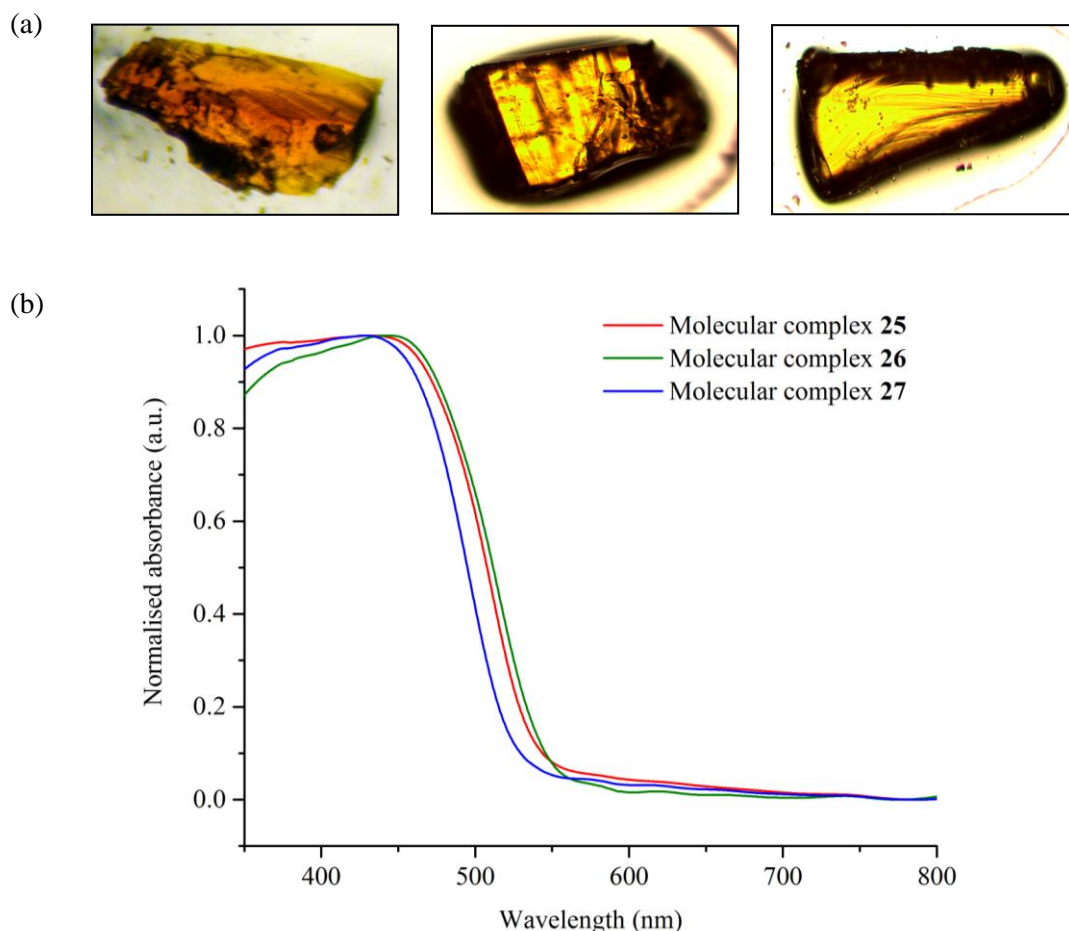 (a)
(b)
Molecular complex 25
Molecular complex 26
Molecular complex 27
1.0
0.8
0.6
0.4
0.2
0.0
Normalised absorbance (a.u.)
400
500
600
700
800
Wavelength (nm)